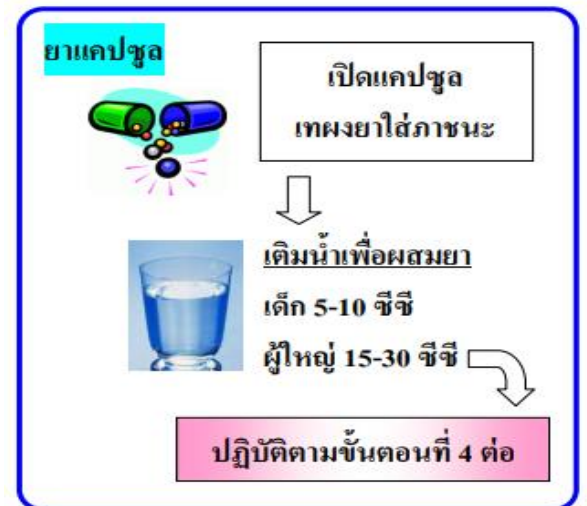 ยาแคปซูล
เปิดแคปซูล
เทผงยาใส่ภาชนะ
เติมน้ำเพื่อผสมยา
เด็ก 5-10 ซีซี
ผู้ใหญ่ 15-30 ซีซี
ปฏิบัติตามขั้นตอนที่ 4 ต่อ